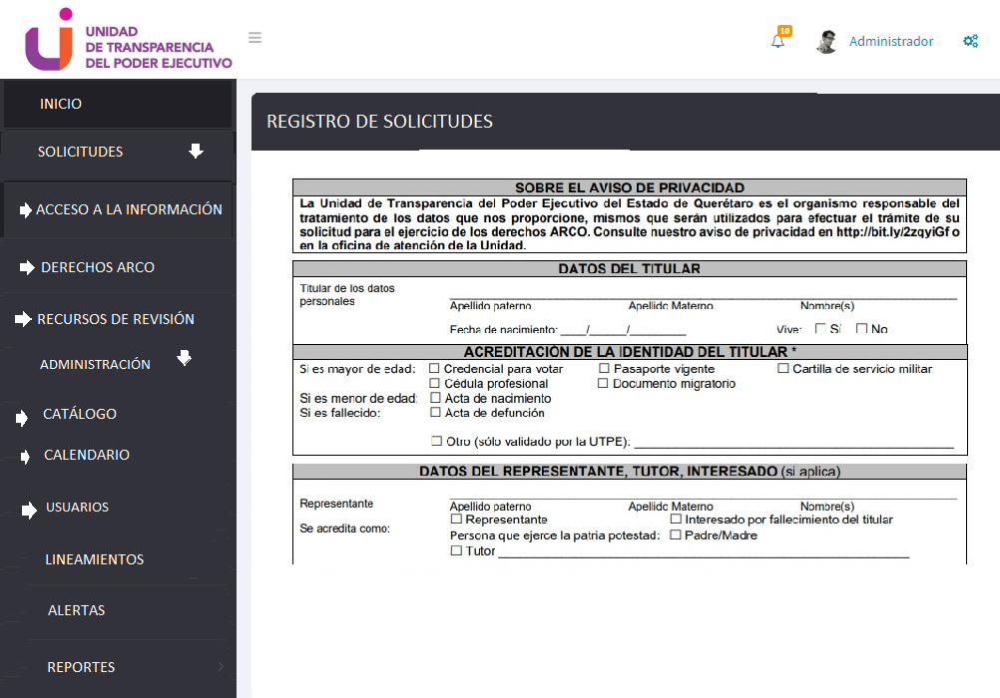 UNIDAD
DE TRANSPARENCIA
DEL PODER EJECUTIVO
10
Administrador
INICIO
SOLICITUDES
ACCESO A LA INFORMACIÓN
DERECHOS ARCO
RECURSOS DE REVISIÓN
ADMINISTRACIÓN
CATÁLOGO
CALENDARIO
USUARIOS
LINEAMIENTOS
ALERTAS
REPORTES
REGISTRO DE SOLICITUDES
SOBRE EL AVISO DE PRIVACIDAD
La Unidad de Transparencia del Poder Ejecutivo del Estado de Querétaro es el organismo responsable del
tratamiento de los datos que nos proporcione, mismos que serán utilizados para efectuar el trámite de su
solicitud para el ejercicio de los derechos ARCO. Consulte nuestro aviso de privacidad en http://bit.ly/2zqyiGf o
en la oficina de atención de la Unidad.
DATOS DEL TITULAR
Titular de los datos
personales
Apellido paterno Apellido Materno Nombre(s)
Fecha de nacimiento: ____/______/_________ Vive: ☐ Sí ☐ No
ACREDITACIÓN DE LA IDENTIDAD DEL TITULAR *
Si es mayor de edad: ☐ Credencial para votar ☐ Pasaporte vigente ☐ Cartilla de servicio militar
☐ Cédula profesional ☐ Documento migratorio
Si es menor de edad: ☐ Acta de nacimiento
Si es fallecido: ☐ Acta de defunción
☐ Otro (sólo validado por la UTPE): ____________________
DATOS DEL REPRESENTANTE, TUTOR, INTERESADO (si aplica)
Representante
Apellido paterno Apellido Materno Nombre(s)
Se acredita como: ☐ Representante ☐ Interesado por fallecimiento del titular
Persona que ejerce la patria potestad: ☐ Padre/Madre
☐ Tutor ____________________